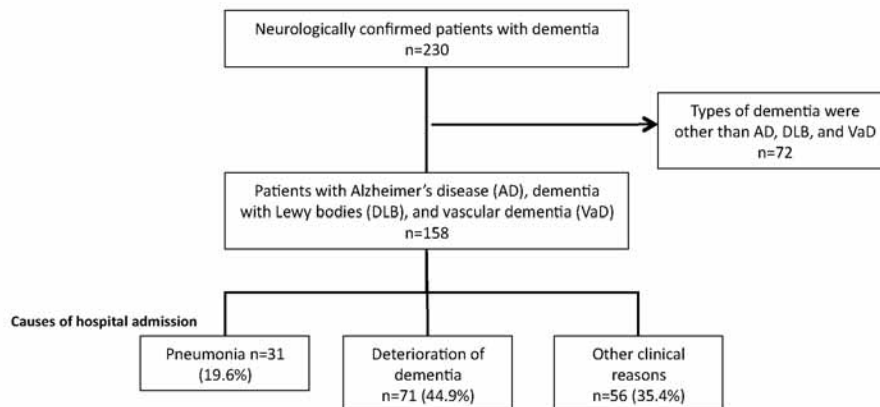 Neurologically confirmed patients with dementia
n=230
Types of dementia were
other than AD, DLB, and VaD
n=72
Patients with Alzheimer's disease (AD), dementia
with Lewy bodies (DLB), and vascular dementia (VaD)
n=158
Causes of hospital admission
Pneumonia n=31
(19.6%)
Deterioration of
dementia
n=71 (44.9%)
Other clinical
reasons
n=56 (35.4%)